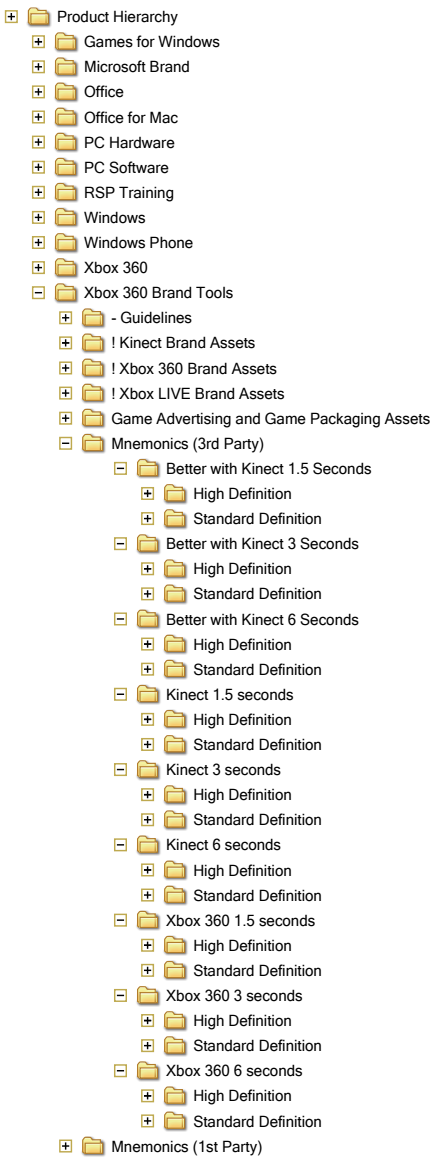 Product Hierarchy
Games for Windows
Microsoft Brand
Office
Office for Mac
PC Hardware
PC Software
RSP Training
Windows
Windows Phone
Xbox 360
Xbox 360 Brand Tools
- Guidelines
! Kinect Brand Assets
! Xbox 360 Brand Assets
! Xbox LIVE Brand Assets
Game Advertising and Game Packaging Assets
Mnemonics (3rd Party)
Better with Kinect 1.5 Seconds
High Definition
Standard Definition
Better with Kinect 3 Seconds
High Definition
Standard Definition
Better with Kinect 6 Seconds
High Definition
Standard Definition
Kinect 1.5 seconds
High Definition
Standard Definition
Kinect 3 seconds
High Definition
Standard Definition
Kinect 6 seconds
High Definition
Standard Definition
Xbox 360 1.5 seconds
High Definition
Standard Definition
Xbox 360 3 seconds
High Definition
Standard Definition
Xbox 360 6 seconds
High Definition
Standard Definition
Mnemonics (1st Party)